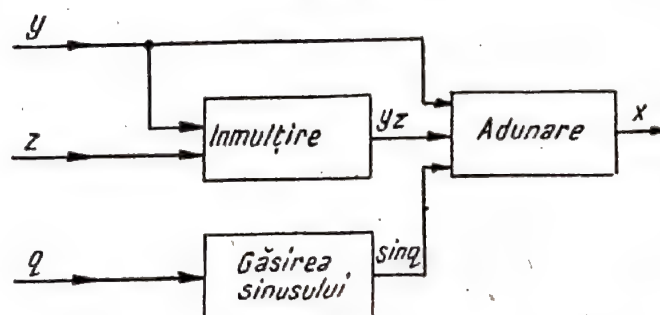 y
z
Inmulțire
yz
Adunare
x
q
Găsirea
sinusului
sinq